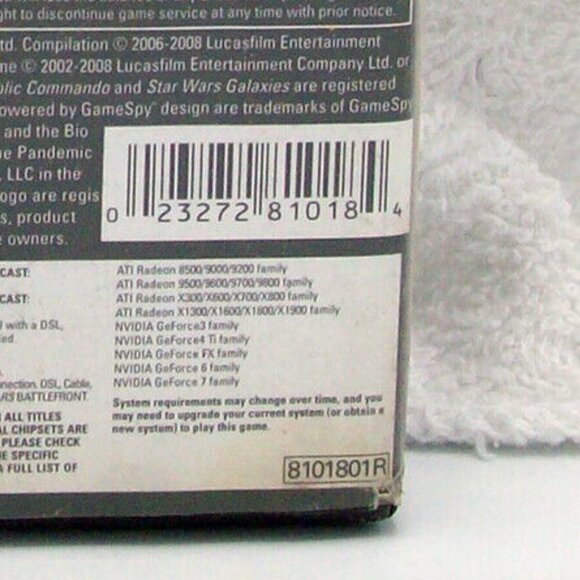 ght to discontinue game service at any time with prior notice.
td. Compilation © 2006-2008 Lucasfilm Entertainment
ne © 2002-2008 Lucasfilm Entertainment Company Ltd. or
blic Commando and Star Wars Galaxies are registered
owered by GameSpy" design are trademarks of GameSpy
and the Bio
e Pandemic
, LLC in the
ogo are regis
s, product
e owners.
0 23272 81018 4
CAST:
CAST:
d with a DSL,
ed.
nnection. DSL, Cable,
RS BATTLEFRONT.
ALL TITLES
AL CHIPSETS ARE
PLEASE CHECK
E SPECIFIC
A FULL LIST OF
ATI Radeon 8500/9000/9200 family
ATI Radeon 9500/9600/9700/9800 family
ATI Radeon X300/X600/X700/X800 family
ATI Radeon X1300/X1600/X1800/X1900 family
NVIDIA GeForce3 family
NVIDIA GeForce4 Ti family
NVIDIA GeForce FX family
NVIDIA GeForce 6 family
NVIDIA GeForce 7 family
System requirements may change over time, and you
may need to upgrade your current system (or obtain a
new system) to play this game.
8101801R